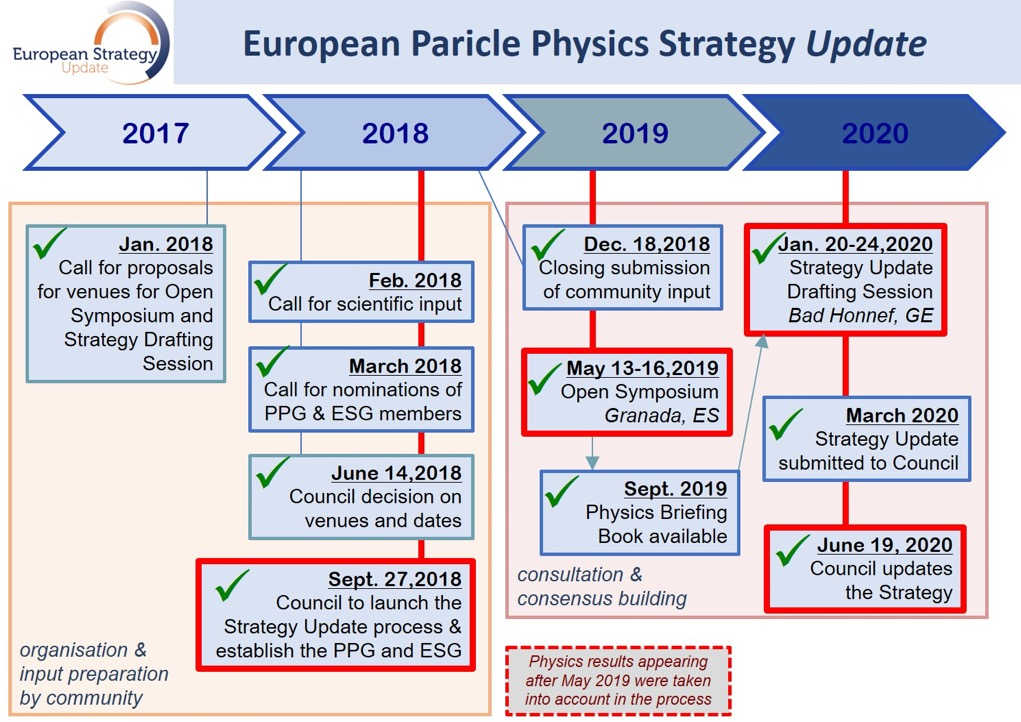 European Strategy
Update
European Paricle Physics Strategy Update
2017
2018
2019
2020
Jan. 2018
Call for proposals
for venues for Open
Symposium and
Strategy Drafting
Session
Feb. 2018
Call for scientific input
March 2018
Call for nominations of
PPG & ESG members
June 14,2018
Council decision on
venues and dates
Sept. 27,2018
Council to launch the
Strategy Update process &
establish the PPG and ESG
organisation &
input preparation
by community
Dec. 18,2018
Closing submission
of community input
May 13-16,2019
Open Symposium
Granada, ES
Sept. 2019
Physics Briefing
Book available
consultation &
consensus building
Jan. 20-24,2020
Strategy Update
Drafting Session
Bad Honnef, GE
March 2020
Strategy Update
submitted to Council
June 19, 2020
Council updates
the Strategy
Physics results appearing
after May 2019 were taken
into account in the process